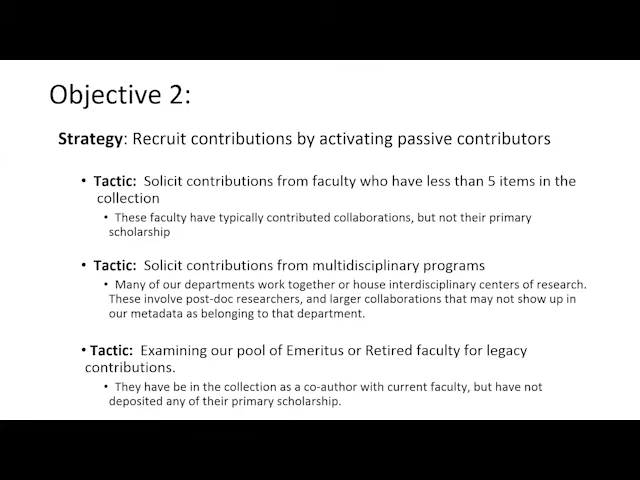 Objective 2:
Strategy: Recruit contributions by activating passive contributors
• Tactic: Solicit contributions from faculty who have less than 5 items in the
collection
• These faculty have typically contributed collaborations, but not their primary
scholarship
• Tactic: Solicit contributions from multidisciplinary programs
• Many of our departments work together or house interdisciplinary centers of research.
These involve post-doc researchers, and larger collaborations that may not show up in
our metadata as belonging to that department.
• Tactic: Examining our pool of Emeritus or Retired faculty for legacy
contributions.
• They have be in the collection as a co-author with current faculty, but have not
deposited any of their primary scholarship.